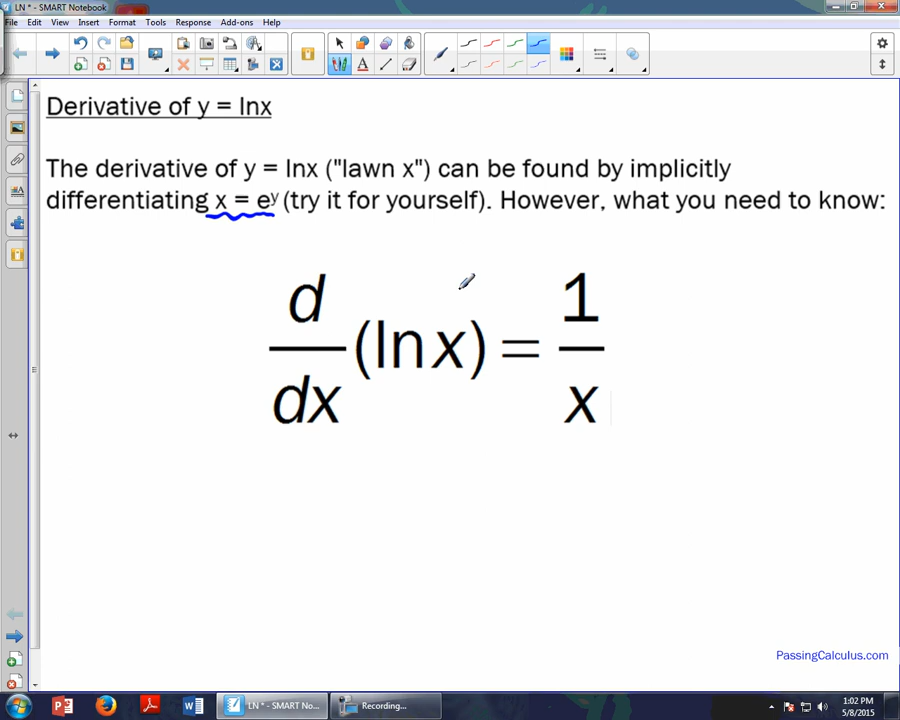 LN * - SMART Notebook
File Edit View Insert Format Tools Response Add-ons Help
Derivative of y = lnx
The derivative of y = lnx ("lawn x") can be found by implicitly
differentiating x = eʸ (try it for yourself). However, what you need to know:
d/dx (ln x) = 1/x
PassingCalculus.com
LN * - SMART No... Recording...
1:02 PM
5/8/2015